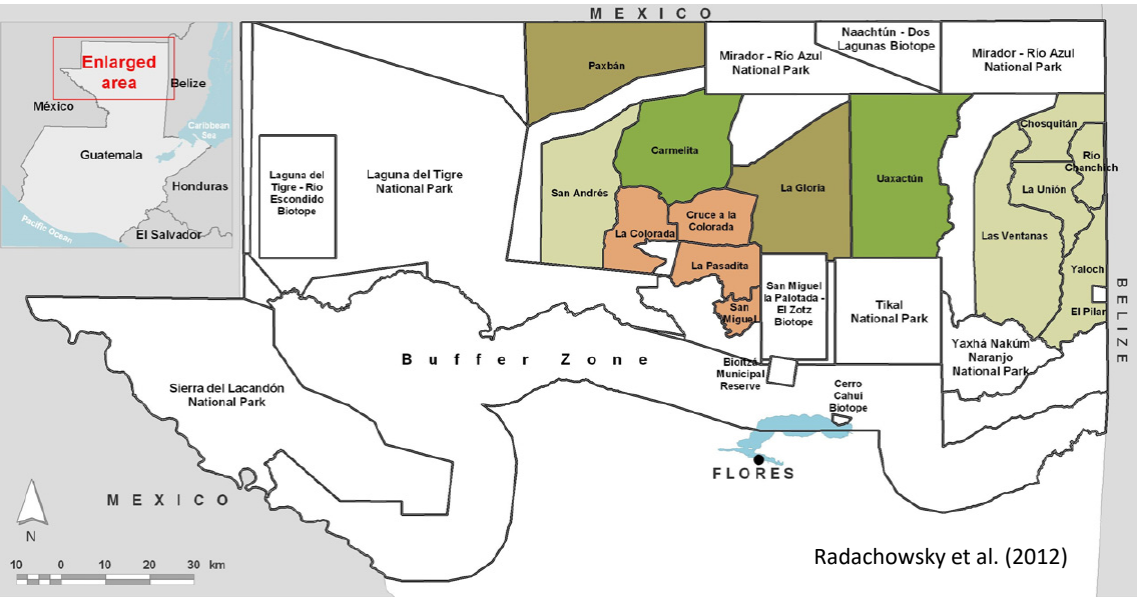 MEXICO
Enlarged
area
Belize
México
Caribbean
Sea
Guatemala
Honduras
Pacific Ocean
El Salvador
Paxbán
Mirador - Río Azul
National Park
Naachtún - Dos
Lagunas Biotope
Mirador - Río Azul
National Park
Laguna del
Tigre - Río
Escondido
Biotope
Laguna del Tigre
National Park
San Andrés
Carmelita
La Gloria
Uaxactún
Chosquitán
Río
Chanchich
La Unión
Las Ventanas
La Colorada
Cruce a la
Colorada
La Pasadita
San
Miguel
San Miguel
la Palotada -
El Zotz
Biotope
Tikal
National Park
Yaloch
El Pilar
Yaxhá Nakúm
Naranjo
National Park
BELIZE
Buffer Zone
Bioitzá
Municipal
Reserve
Cerro
Cahuí
Biotope
Sierra del Lacandón
National Park
FLORES
MEXICO
N
10 0 10 20 30 km
Radachowsky et al. (2012)